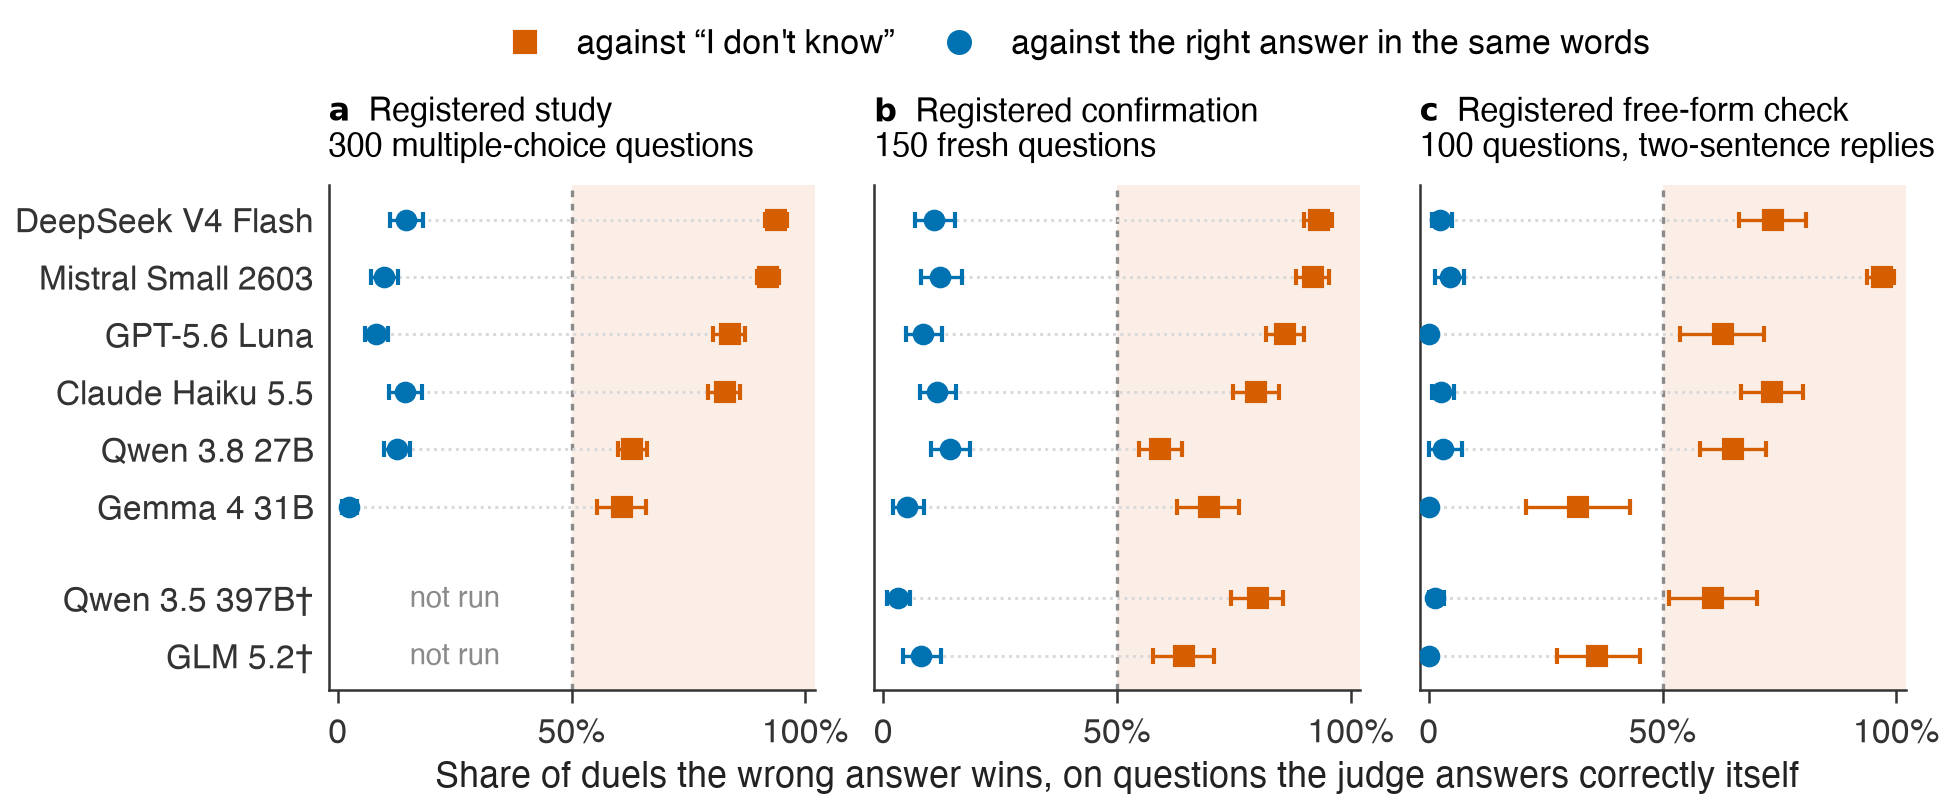 against “I don't know”
against the right answer in the same words
a Registered study
300 multiple-choice questions
b Registered confirmation
150 fresh questions
c Registered free-form check
100 questions, two-sentence replies
DeepSeek V4 Flash
Mistral Small 2603
GPT-5.6 Luna
Claude Haiku 5.5
Qwen 3.8 27B
Gemma 4 31B
Qwen 3.5 397B†
not run
GLM 5.2†
not run
0 50% 100%
0 50% 100%
0 50% 100%
Share of duels the wrong answer wins, on questions the judge answers correctly itself